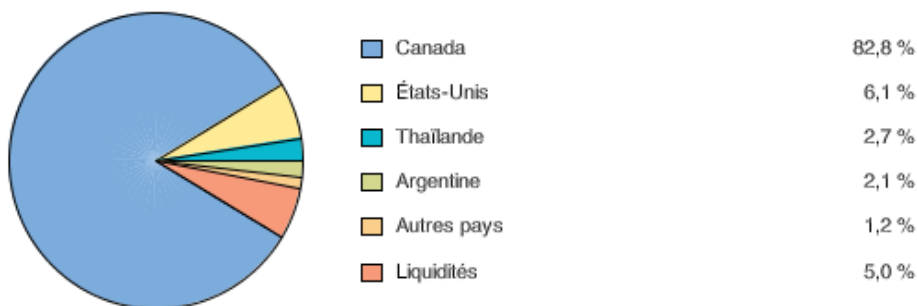 Canada 82,8 %
États-Unis 6,1 %
Thaïlande 2,7 %
Argentine 2,1 %
Autres pays 1,2 %
Liquidités 5,0 %